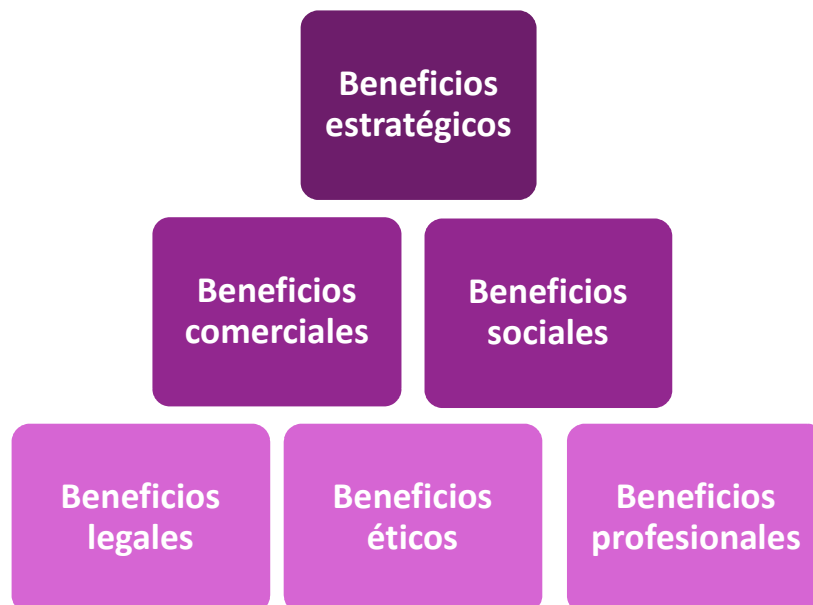 Beneficios
estratégicos
Beneficios
comerciales
Beneficios
sociales
Beneficios
legales
Beneficios
éticos
Beneficios
profesionales